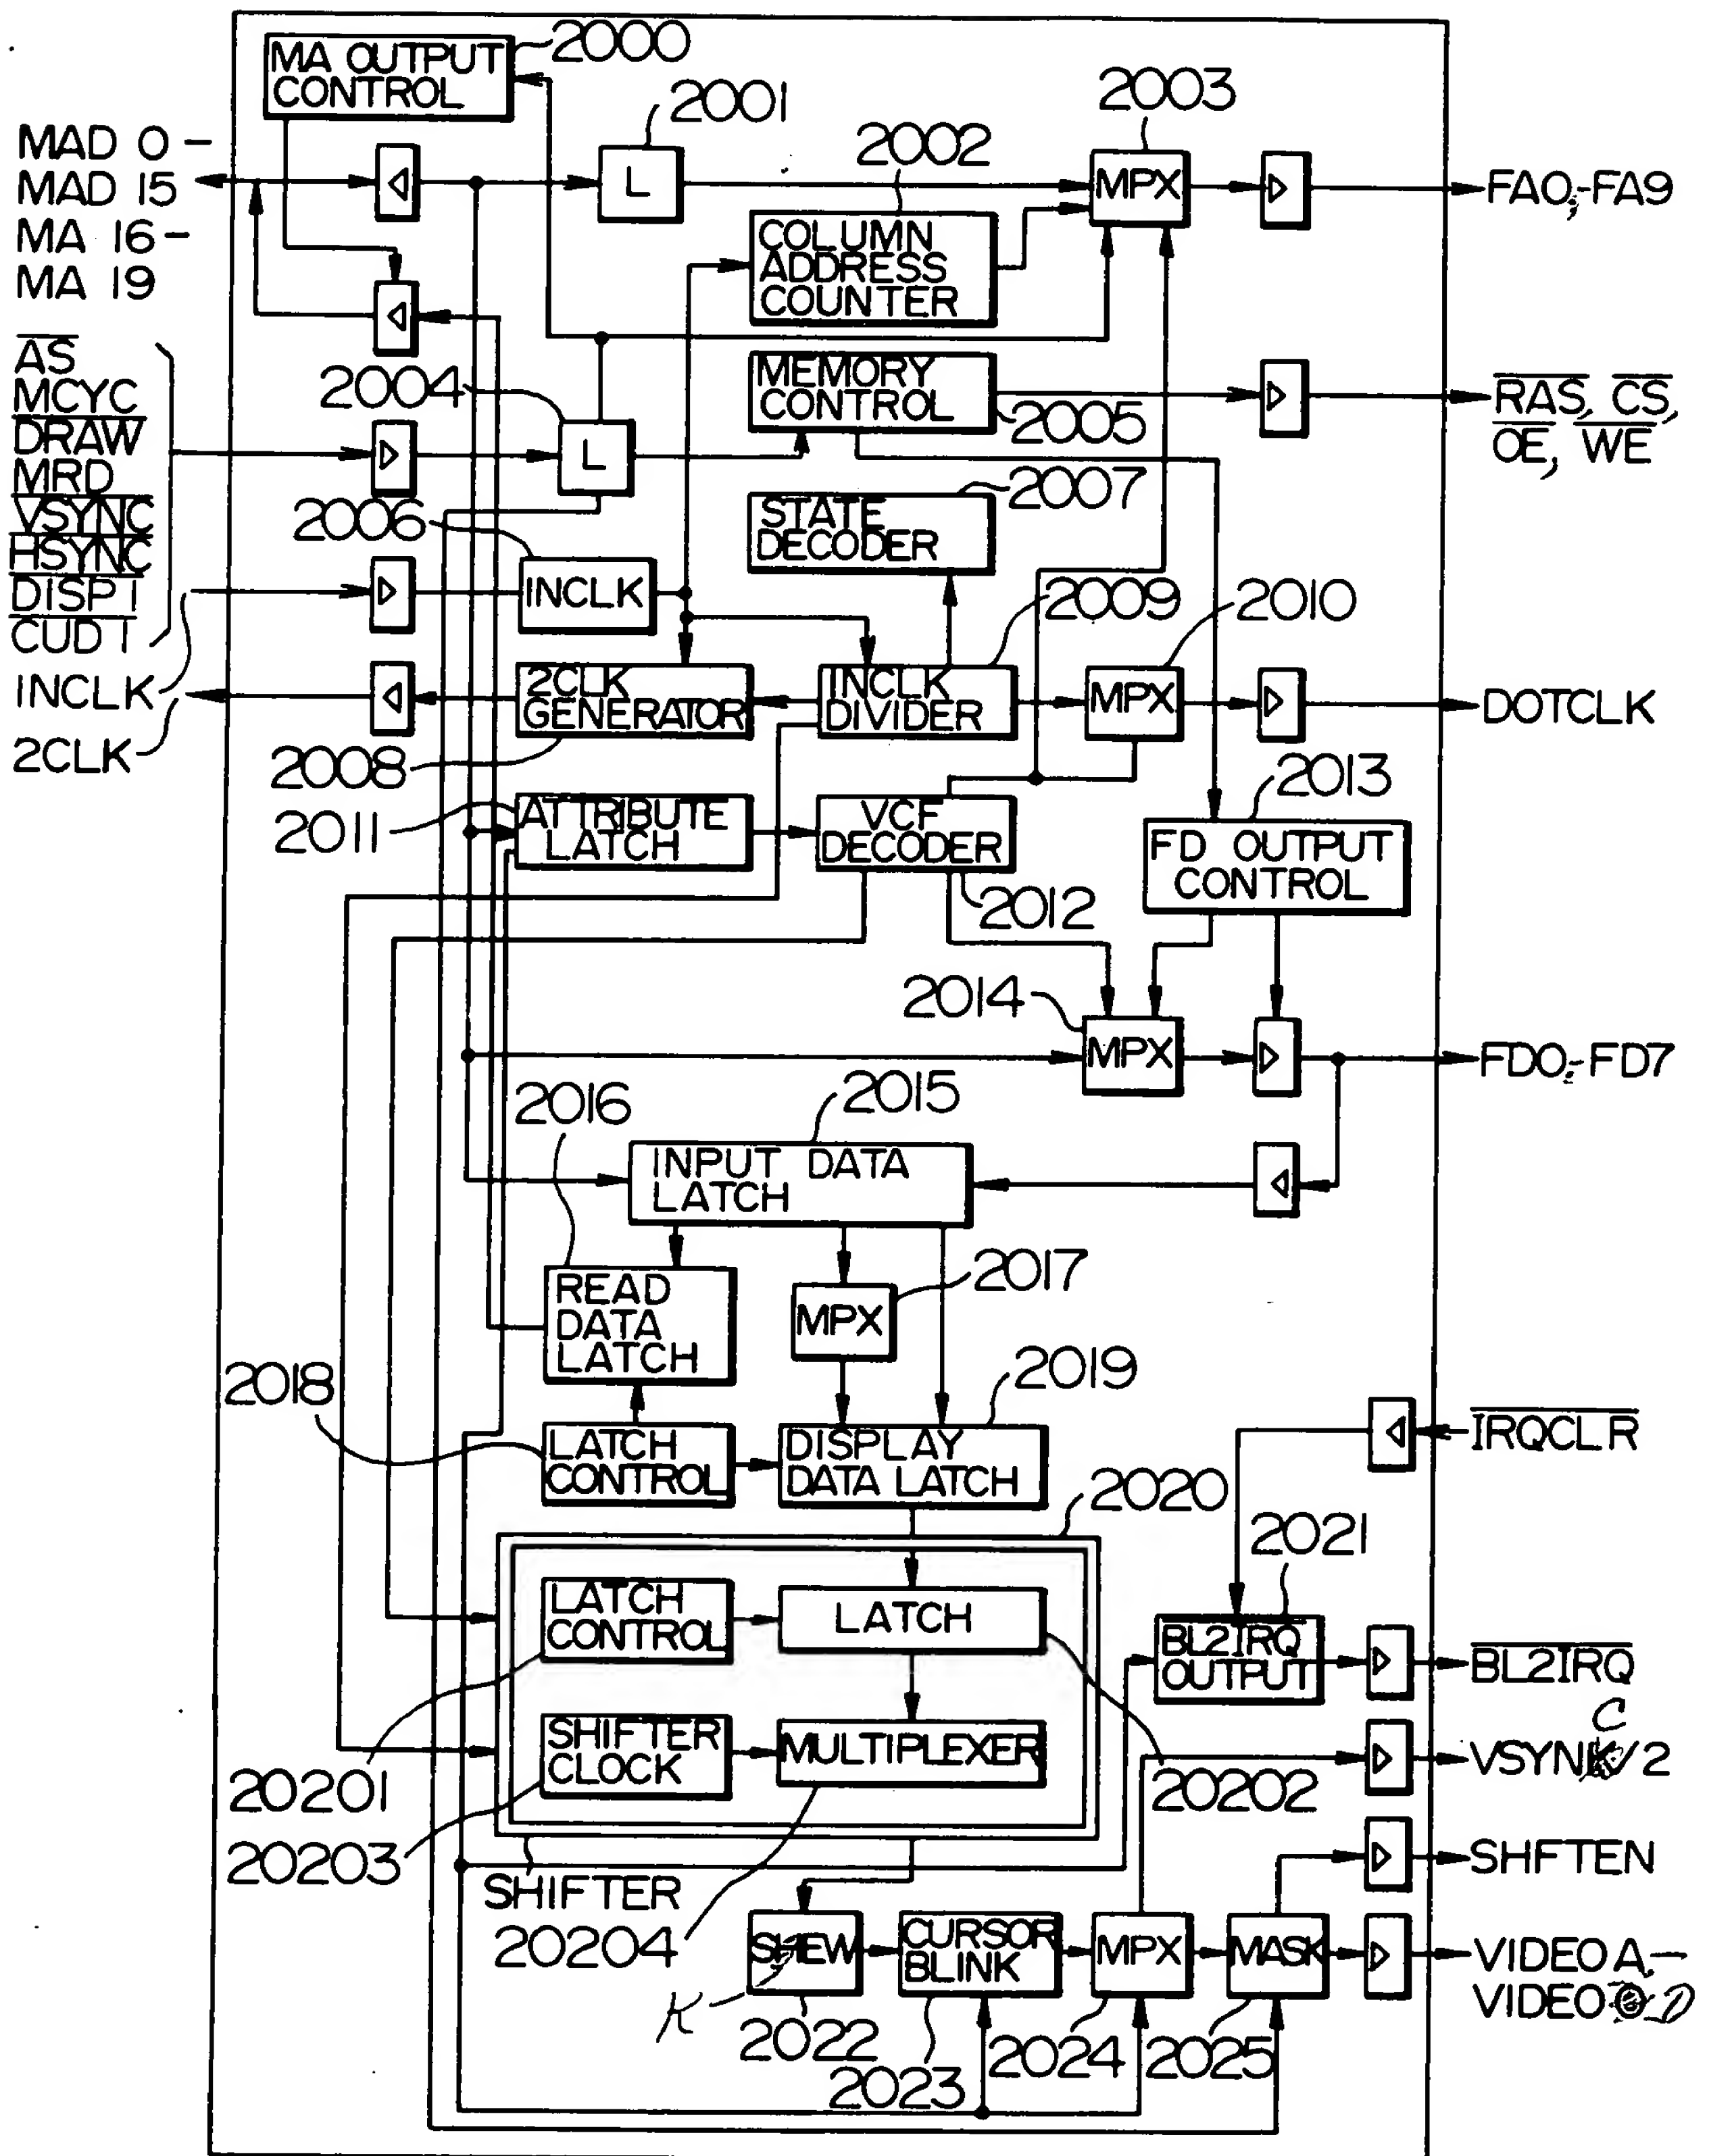 MA OUTPUT
CONTROL
2000
2001
2002
2003
MAD 0 -
MAD 15
MA 16 -
MA 19
L
MPX
FA0,-FA9
COLUMN
ADDRESS
COUNTER
AS
MCYC
DRAW
MRD
VSYNC
HSYNC
DISP1
CUD1
INCLK
2CLK
2004
L
MEMORY
CONTROL
2005
RAS, CS,
OE, WE
2006
INCLK
2007
STATE
DECODER
2009
2010
2CLK
GENERATOR
2008
INCLK
DIVIDER
MPX
DOTCLK
2011
ATTRIBUTE
LATCH
VCF
DECODER
2012
2013
FD OUTPUT
CONTROL
2014
MPX
FD0,-FD7
2016
2015
INPUT DATA
LATCH
READ
DATA
LATCH
2017
MPX
2018
2019
LATCH
CONTROL
DISPLAY
DATA LATCH
IRQCLR
2020
2021
LATCH
CONTROL
LATCH
BL2IRQ
OUTPUT
BL2IRQ
SHIFTER
CLOCK
MULTIPLEXER
C
VSYNK/2
20201
20202
20203
SHIFTER
20204
SHFTEN
SHEW
K
CURSOR
BLINK
MPX
MASK
VIDEO A -
VIDEO D
2022
2023
2024
2025